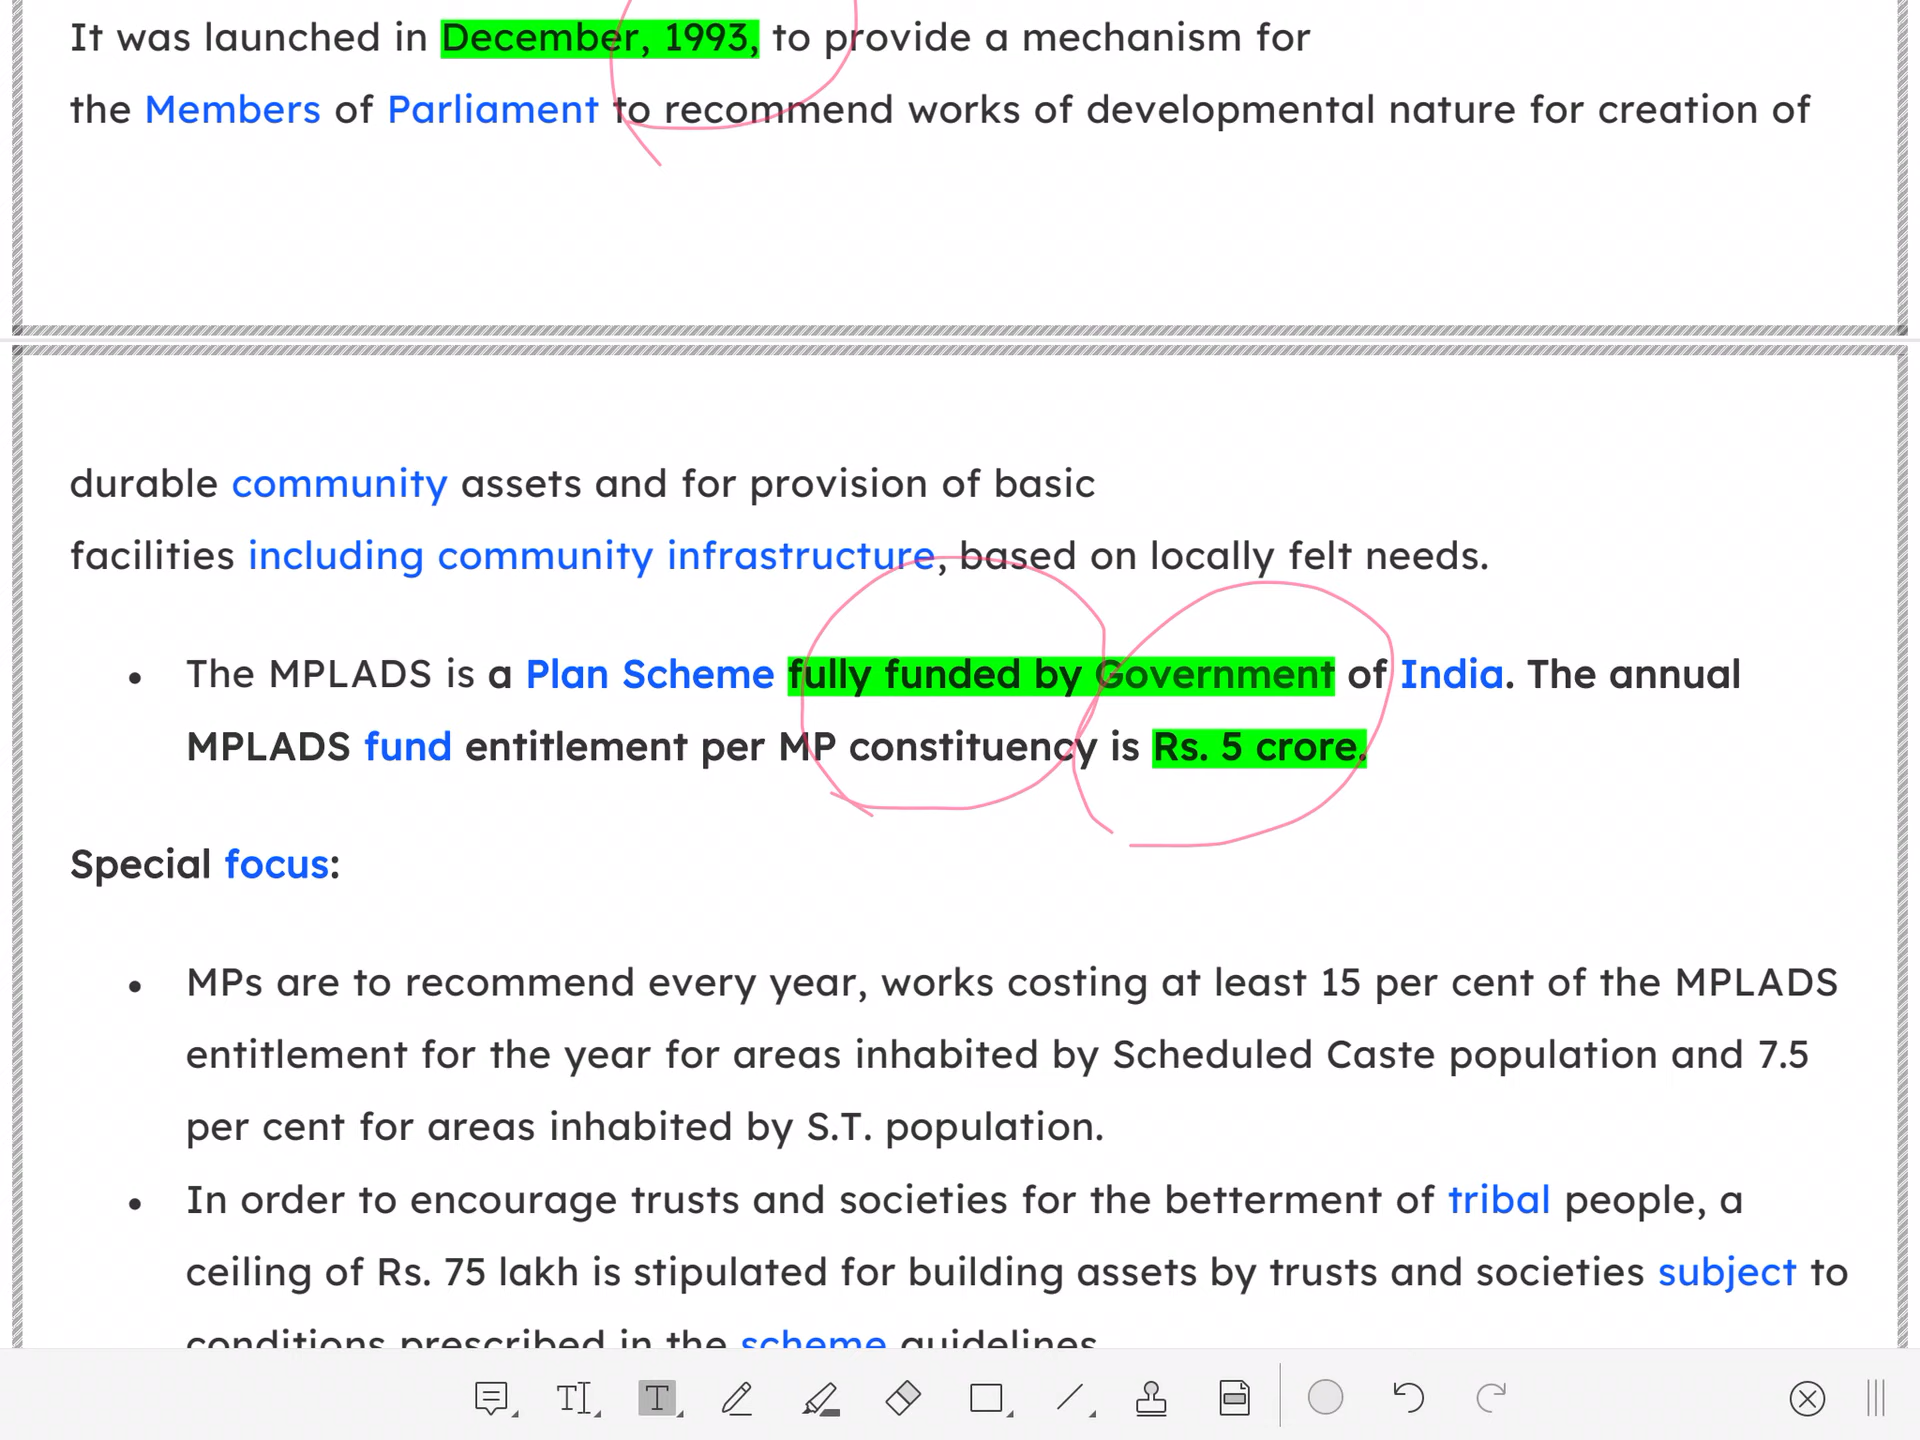 It was launched in December, 1993, to provide a mechanism for
the Members of Parliament to recommend works of developmental nature for creation of
durable community assets and for provision of basic
facilities including community infrastructure, based on locally felt needs.
• The MPLADS is a Plan Scheme fully funded by Government of India. The annual
MPLADS fund entitlement per MP constituency is Rs. 5 crore.
Special focus:
• MPs are to recommend every year, works costing at least 15 per cent of the MPLADS
entitlement for the year for areas inhabited by Scheduled Caste population and 7.5
per cent for areas inhabited by S.T. population.
• In order to encourage trusts and societies for the betterment of tribal people, a
ceiling of Rs. 75 lakh is stipulated for building assets by trusts and societies subject to
conditions prescribed in the scheme guidelines